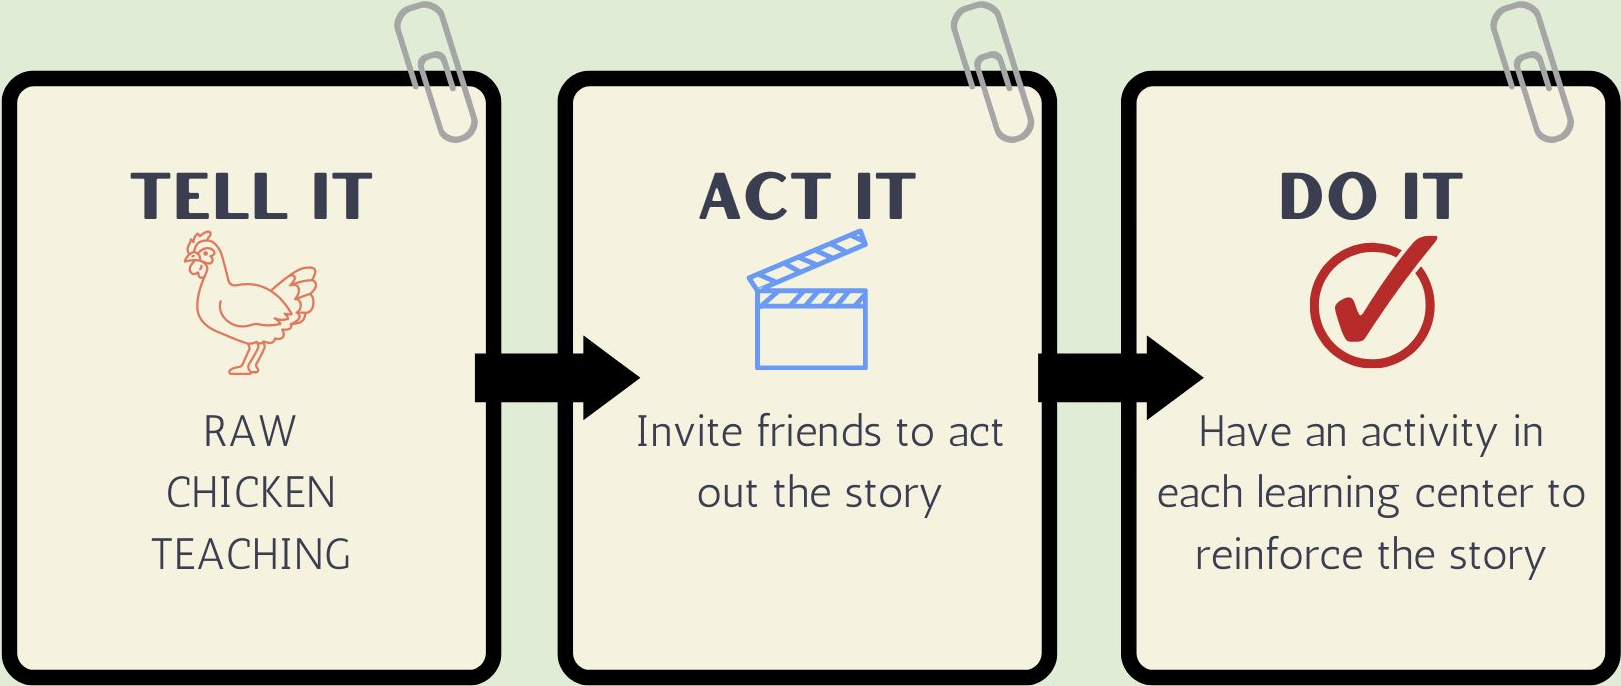 TELL IT
RAW
CHICKEN
TEACHING
ACT IT
Invite friends to act
out the story
DO IT
Have an activity in
each learning center to
reinforce the story